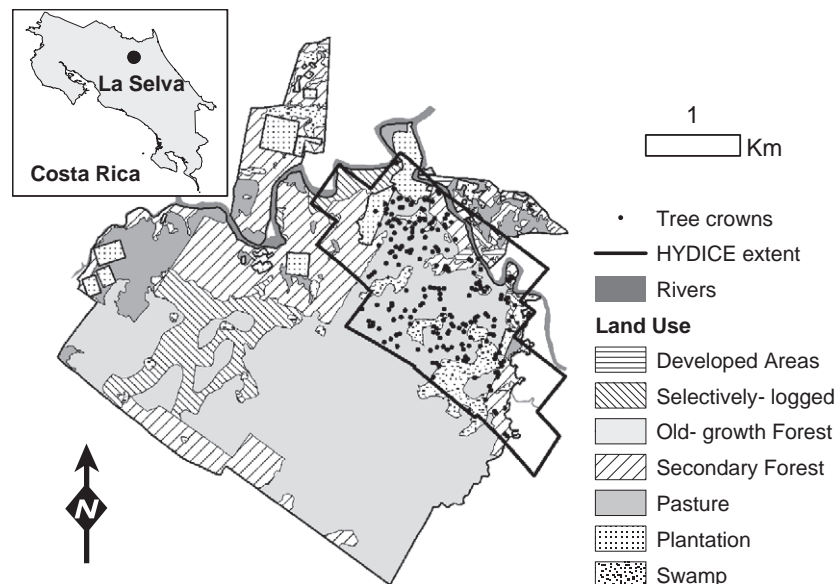 La Selva
Costa Rica
1
Km
Tree crowns
HYDICE extent
Rivers
Land Use
Developed Areas
Selectively- logged
Old- growth Forest
Secondary Forest
Pasture
Plantation
Swamp
N